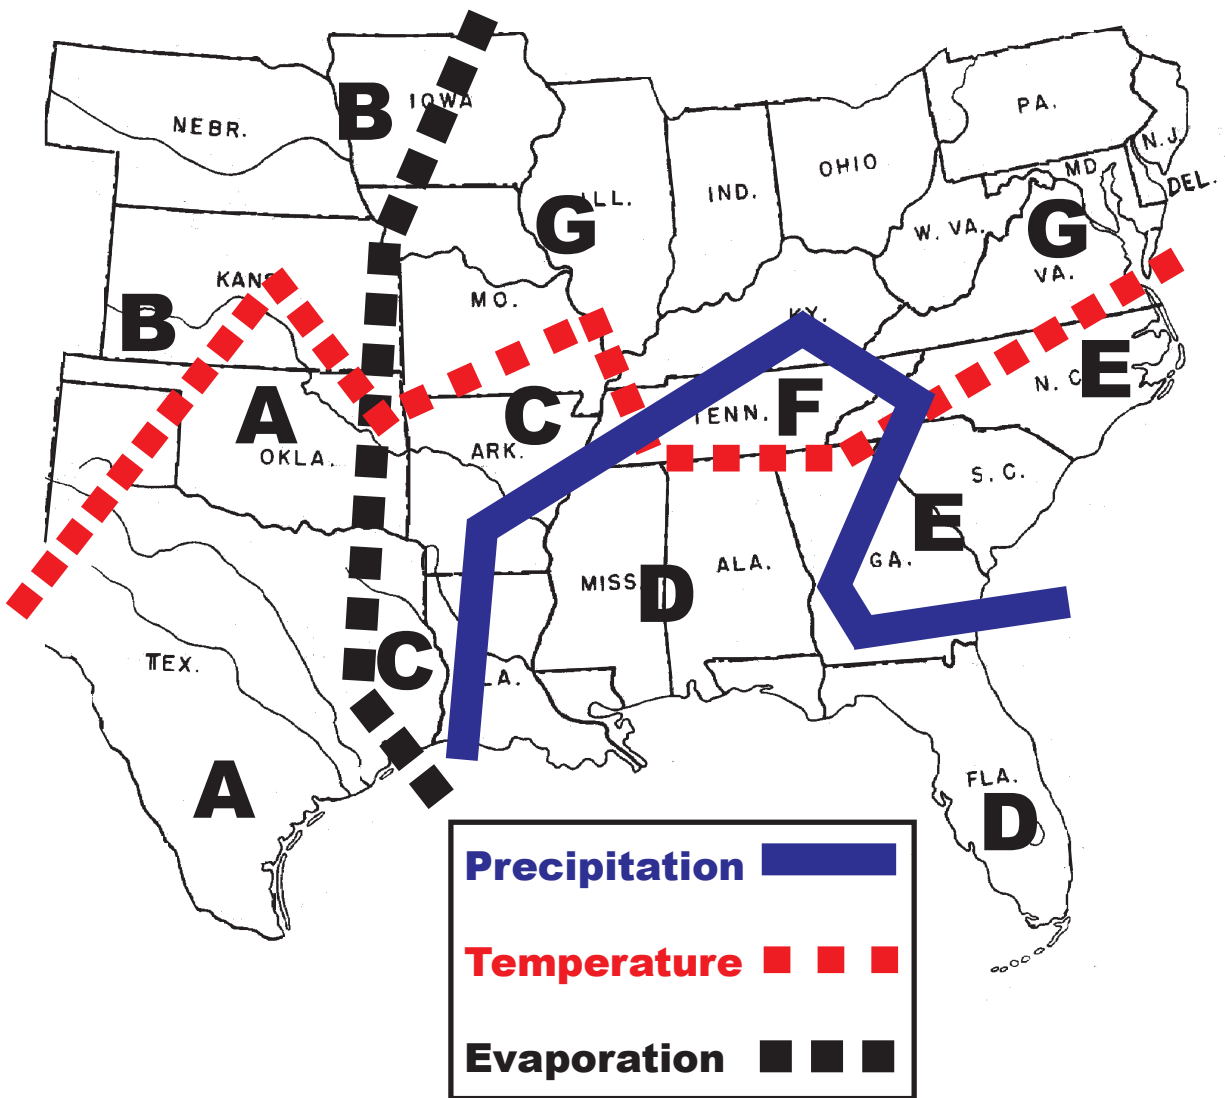 B
IOWA
NEBR.
PA.
N.J.
OHIO
MD
DEL.
IND.
ILL.
G
G
W. VA.
VA.
KANS
MO.
B
KY.
E
N. C
A
C
F
TENN.
OKLA.
ARK.
S. C.
E
GA.
MISS
D
ALA.
TEX.
C
LA.
A
FLA.
D
Precipitation
Temperature
Evaporation